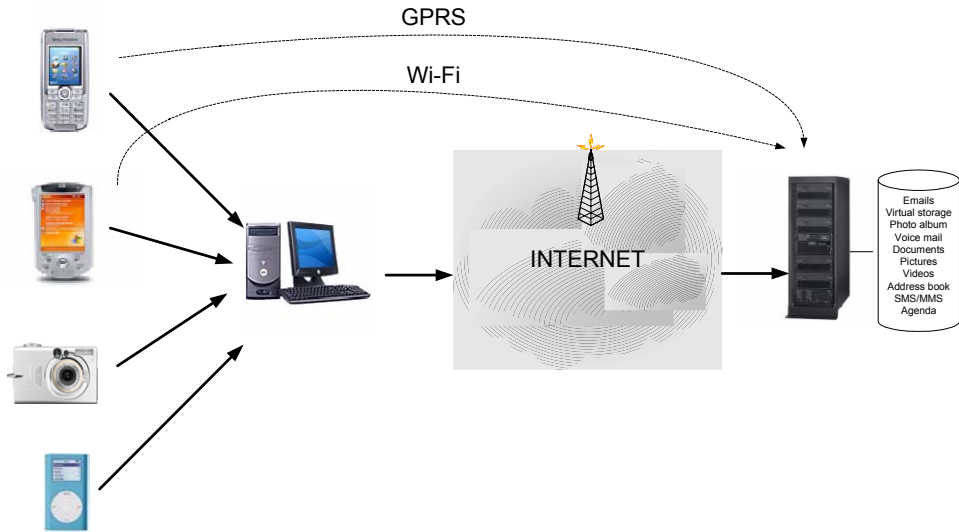 GPRS
Wi-Fi
INTERNET
Emails
Virtual storage
Photo album
Voice mail
Documents
Pictures
Videos
Address book
SMS/MMS
Agenda